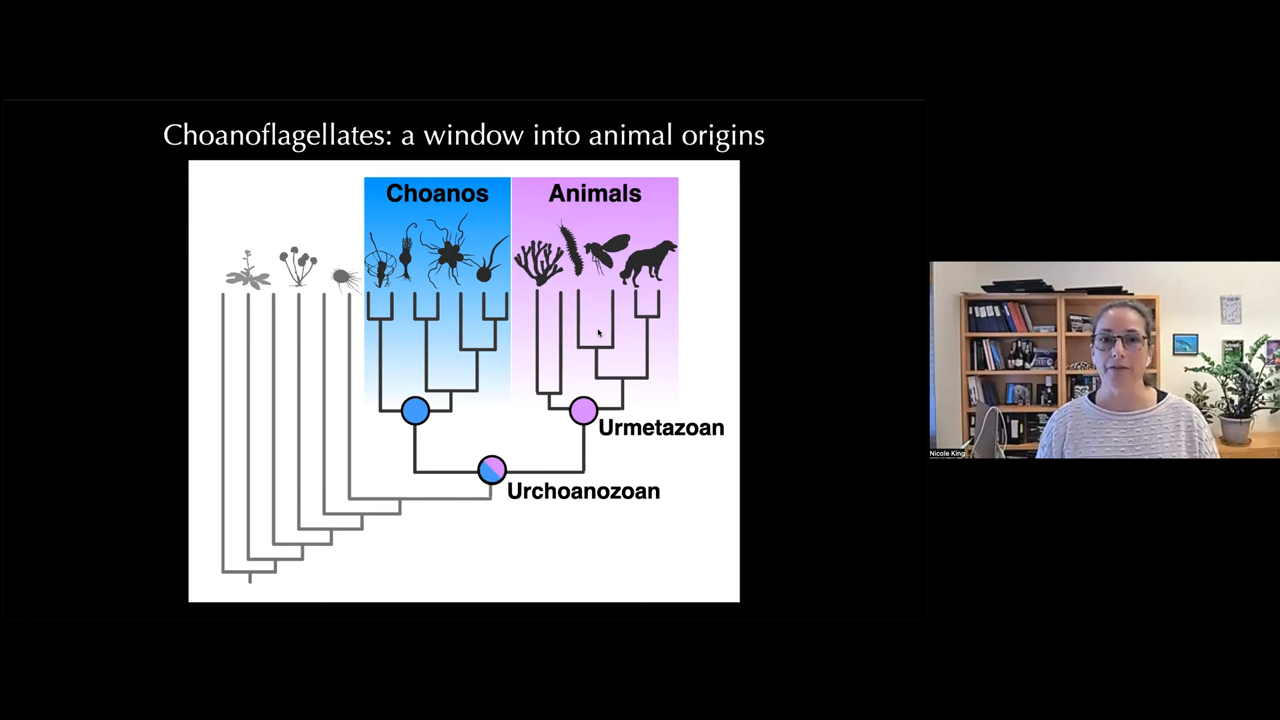 Choanoflagellates: a window into animal origins
Choanos
Animals
Urmetazoan
Urchoanozoan
Nicole King